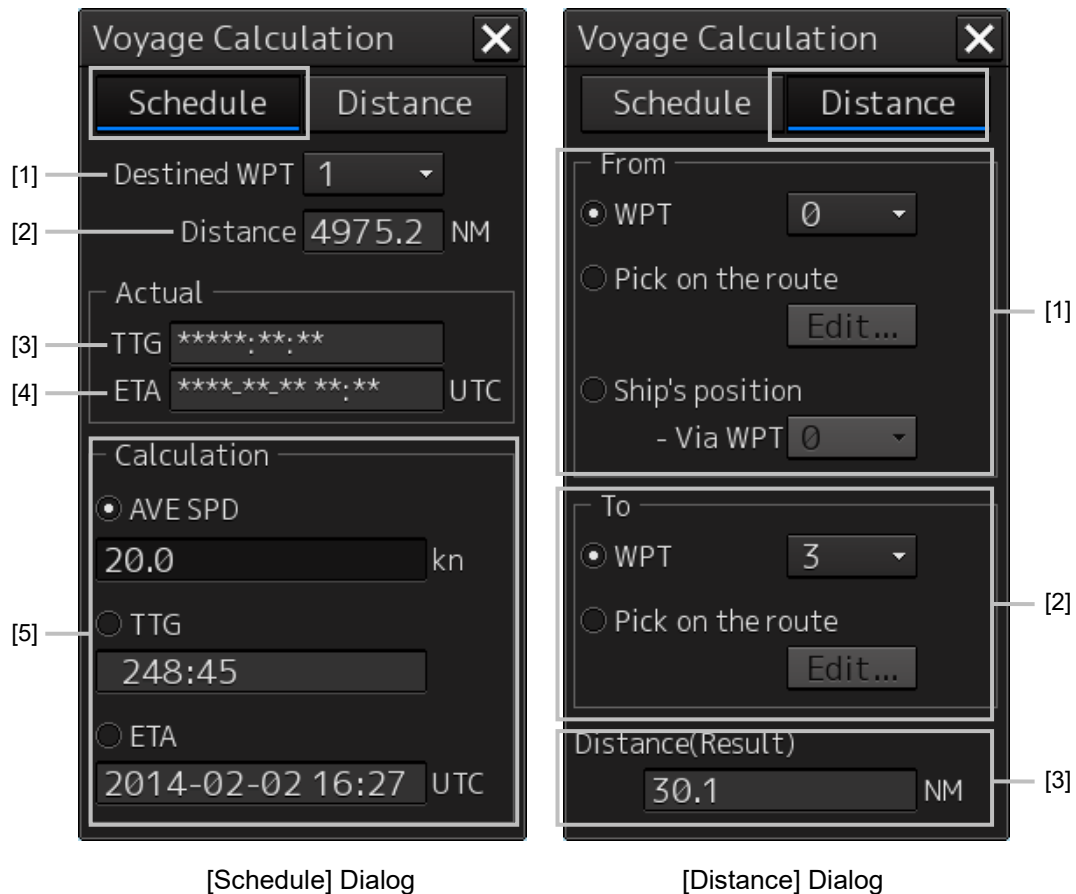 Voyage Calculation
Schedule Distance
[1] Destined WPT 1
[2] Distance 4975.2 NM
Actual
[3] TTG *****:**:**
[4] ETA ****-**-** **:** UTC
Calculation
AVE SPD
20.0 kn
[5] TTG
248:45
ETA
2014-02-02 16:27 UTC
[Schedule] Dialog
Voyage Calculation
Schedule Distance
From
WPT 0
Pick on the route
[1]
Edit...
Ship's position
- Via WPT 0
To
WPT 3
[2]
Pick on the route
Edit...
Distance(Result)
30.1 NM [3]
[Distance] Dialog